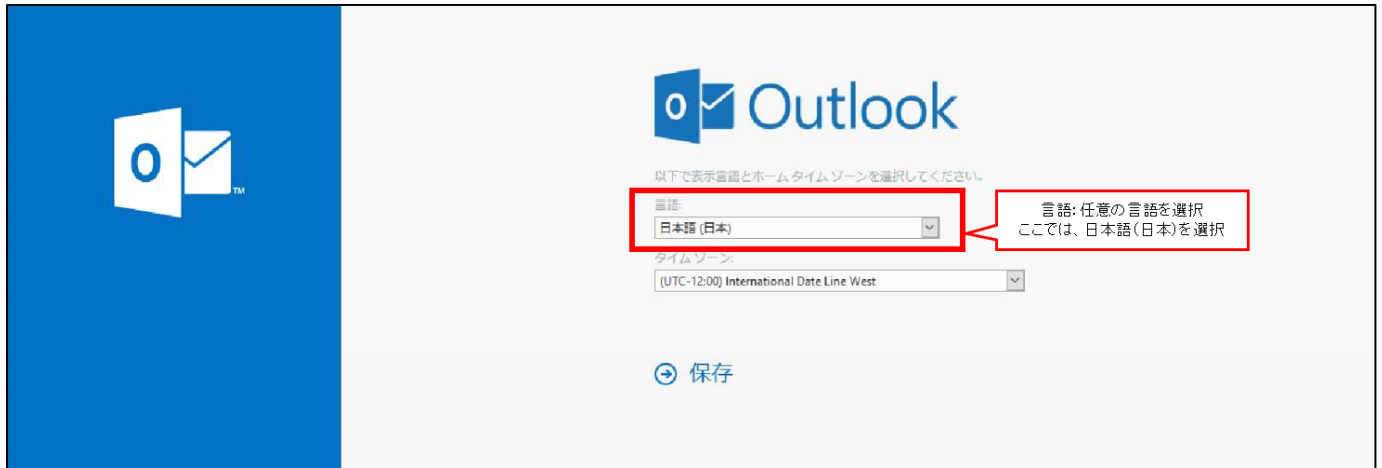 O
TM
O Outlook
以下で表示言語とホーム タイム ゾーンを選択してください。
言語:
日本語 (日本)
言語: 任意の言語を選択
ここでは、日本語(日本)を選択
タイム ゾーン:
(UTC-12:00) International Date Line West
保存